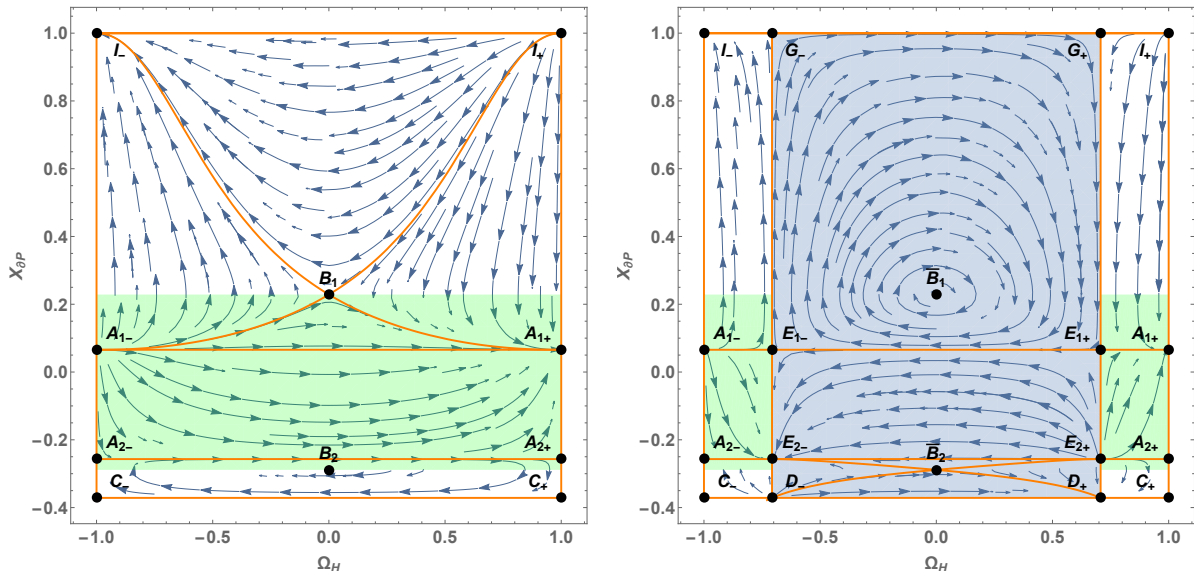 1.0
0.8
0.6
0.4
0.2
0.0
−0.2
−0.4
X∂P
I− I+
B1
A1− A1+
A2− A2+
B2
C− C+
−1.0 −0.5 0.0 0.5 1.0
ΩH
1.0
0.8
0.6
0.4
0.2
0.0
−0.2
−0.4
X∂P
I− G− G+ I+
B̅1
A1− E1− E1+ A1+
A2− E2− B̅2 E2+ A2+
C− D− D+ C+
−1.0 −0.5 0.0 0.5 1.0
ΩH